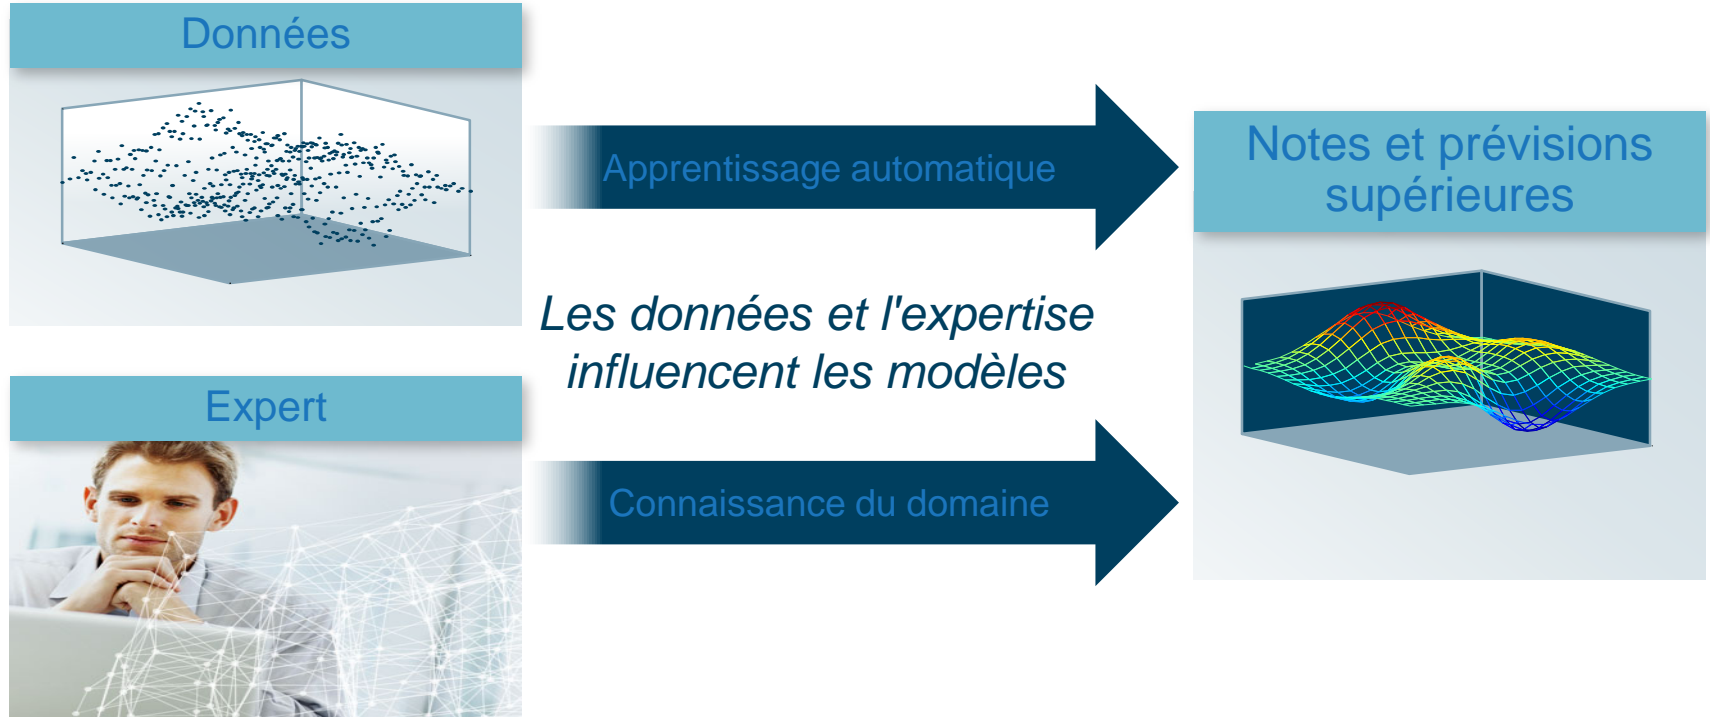 Données
Apprentissage automatique
Notes et prévisions
supérieures
Les données et l'expertise
influencent les modèles
Expert
Connaissance du domaine